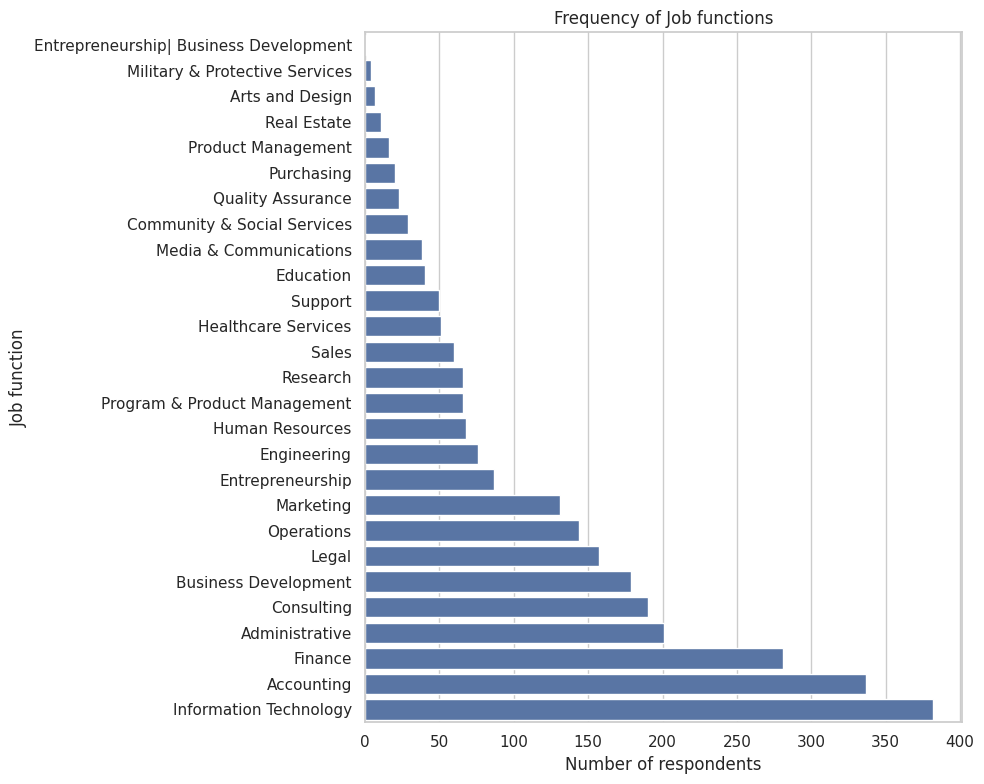 Frequency of Job functions
Entrepreneurship| Business Development
Military & Protective Services
Arts and Design
Real Estate
Product Management
Purchasing
Quality Assurance
Community & Social Services
Media & Communications
Education
Support
Healthcare Services
Sales
Research
Program & Product Management
Human Resources
Engineering
Entrepreneurship
Marketing
Operations
Legal
Business Development
Consulting
Administrative
Finance
Accounting
Information Technology
Job function
0 50 100 150 200 250 300 350 400
Number of respondents